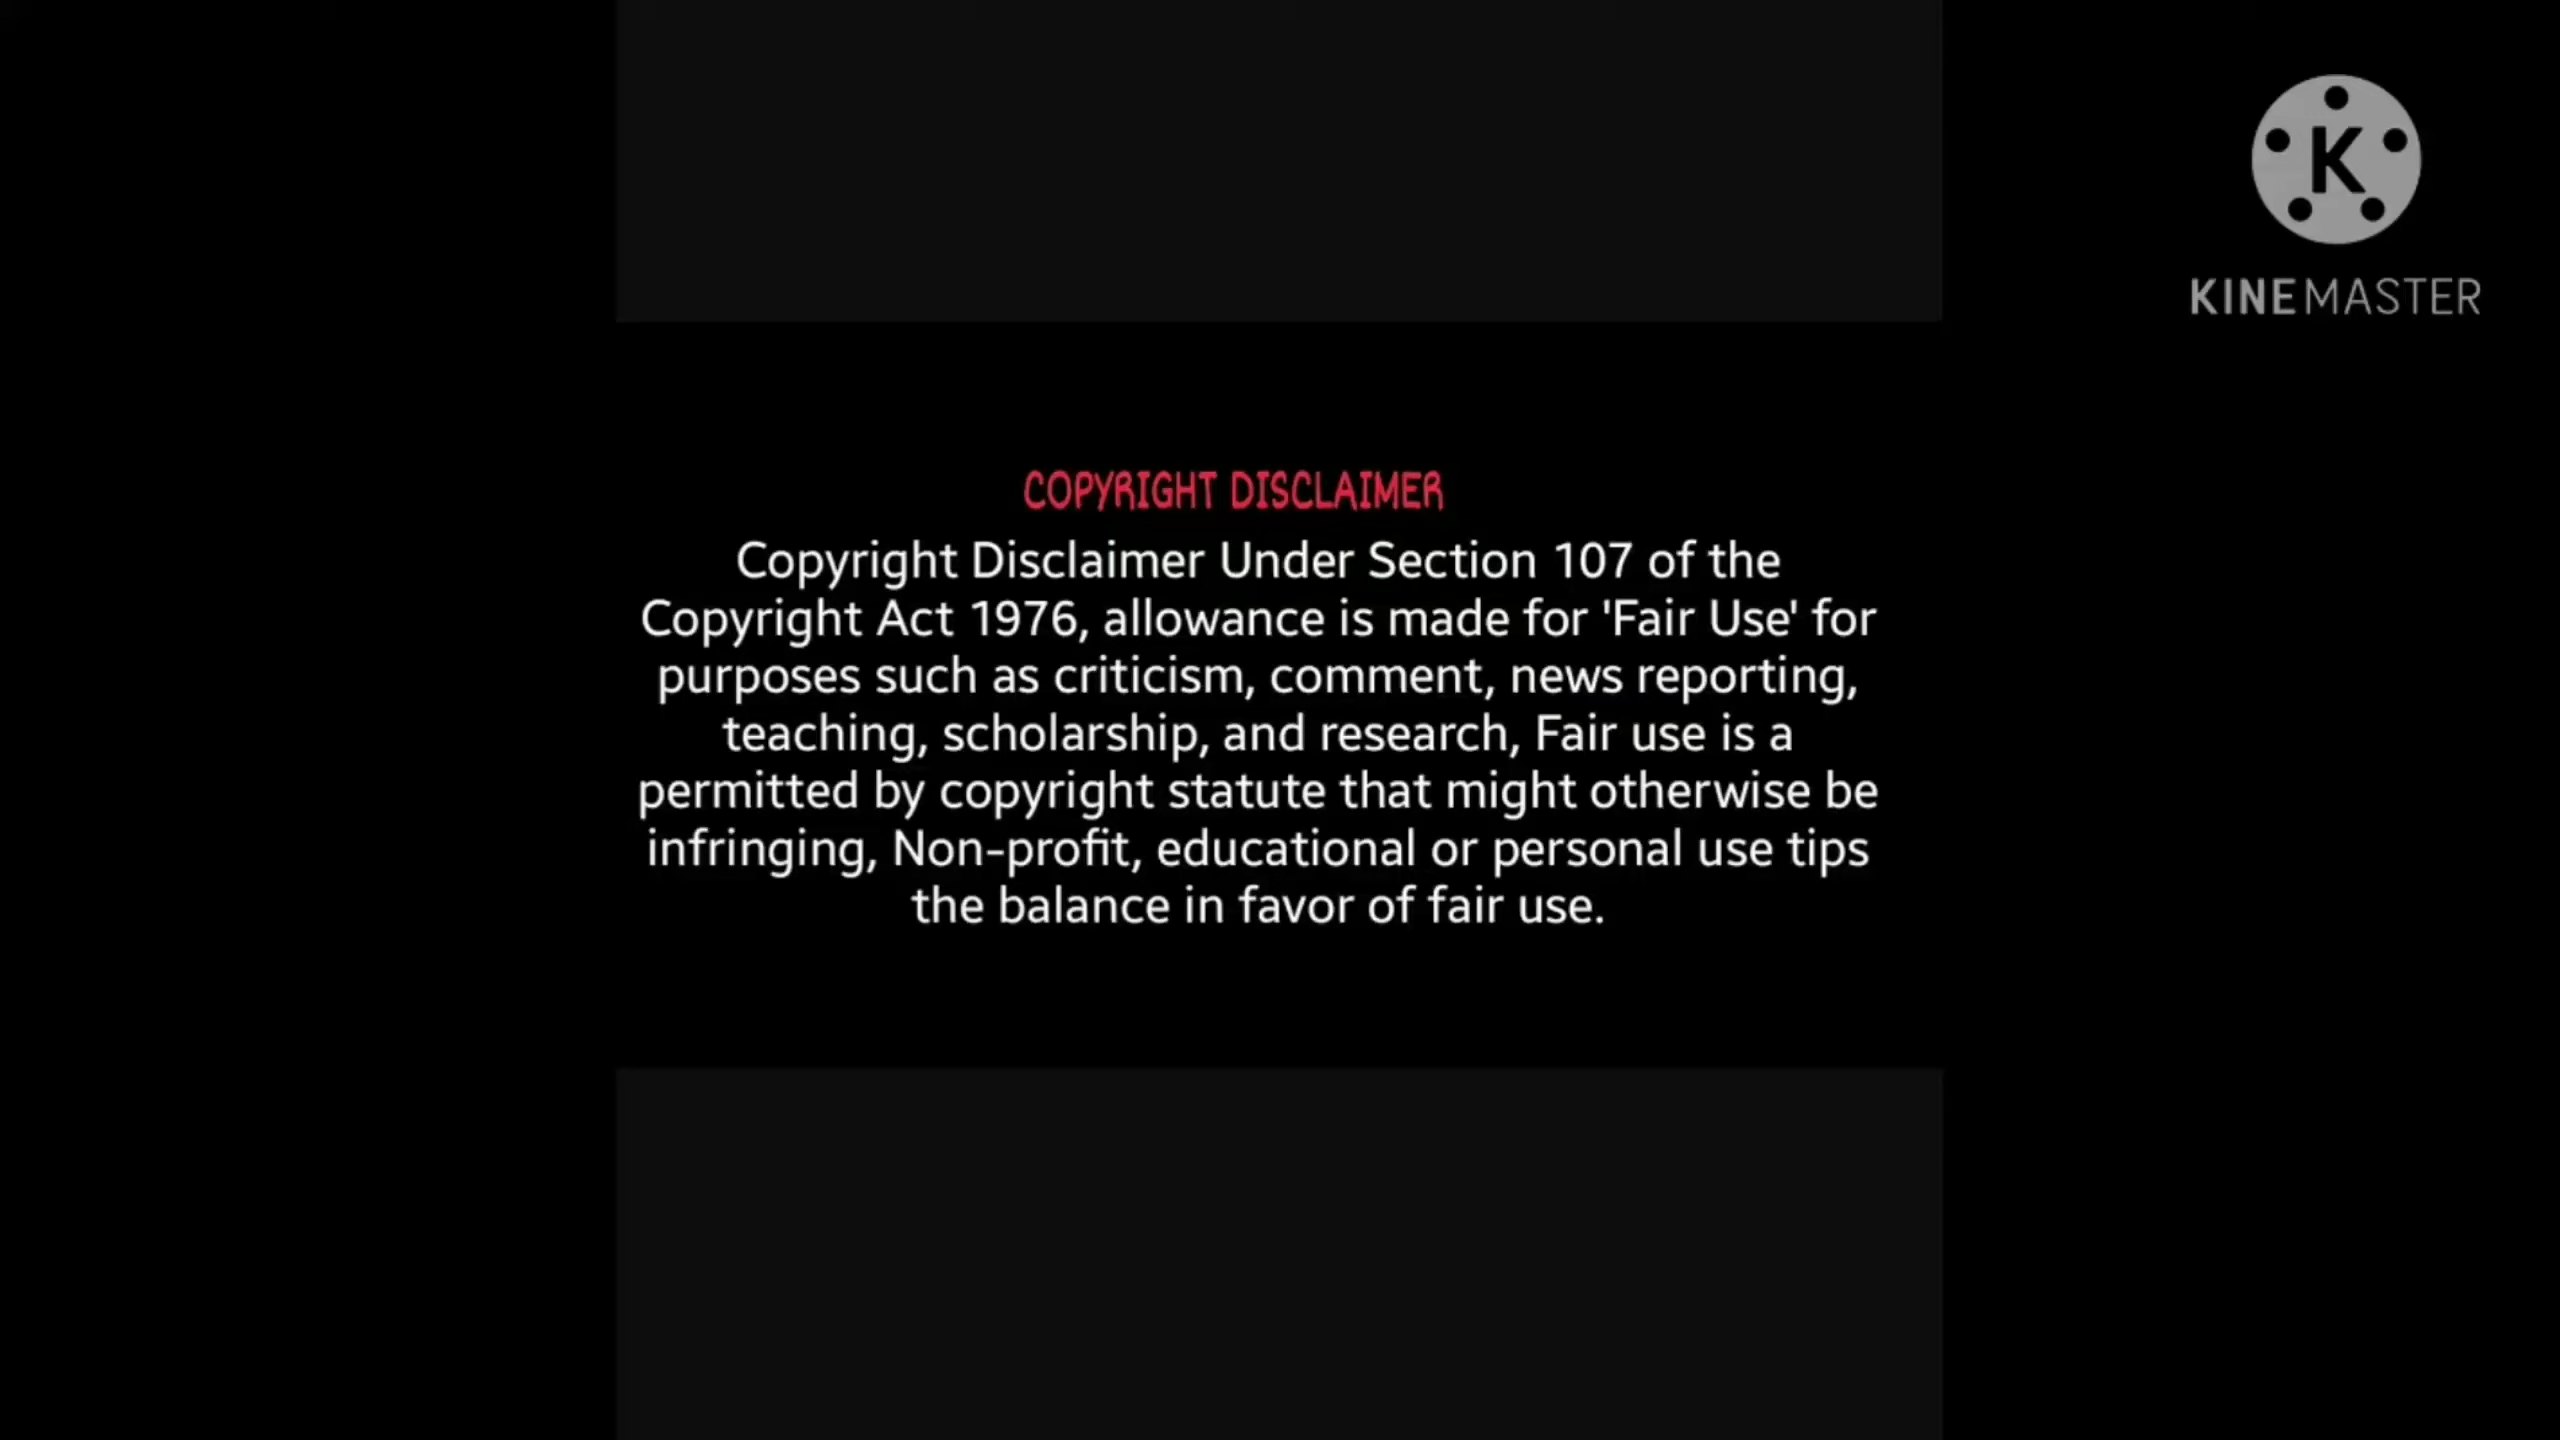 K
KINEMASTER
COPYRIGHT DISCLAIMER
Copyright Disclaimer Under Section 107 of the
Copyright Act 1976, allowance is made for 'Fair Use' for
purposes such as criticism, comment, news reporting,
teaching, scholarship, and research, Fair use is a
permitted by copyright statute that might otherwise be
infringing, Non-profit, educational or personal use tips
the balance in favor of fair use.